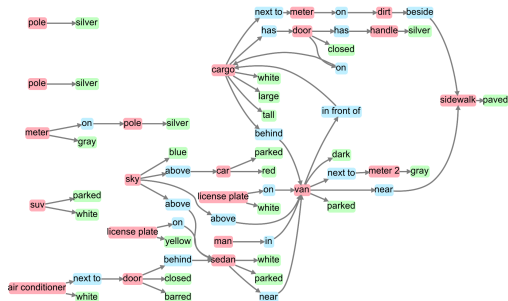 next to meter on dirt beside
pole silver
has door has handle silver
closed
cargo on
pole silver white
large
sidewalk paved
tall
in front of
meter on pole silver
gray
behind
blue parked dark
sky above car red next to meter 2 gray
suv parked license plate on van near
white above white parked
above
license plate on
yellow man in
behind sedan white
air conditioner next to door closed parked
white barred near